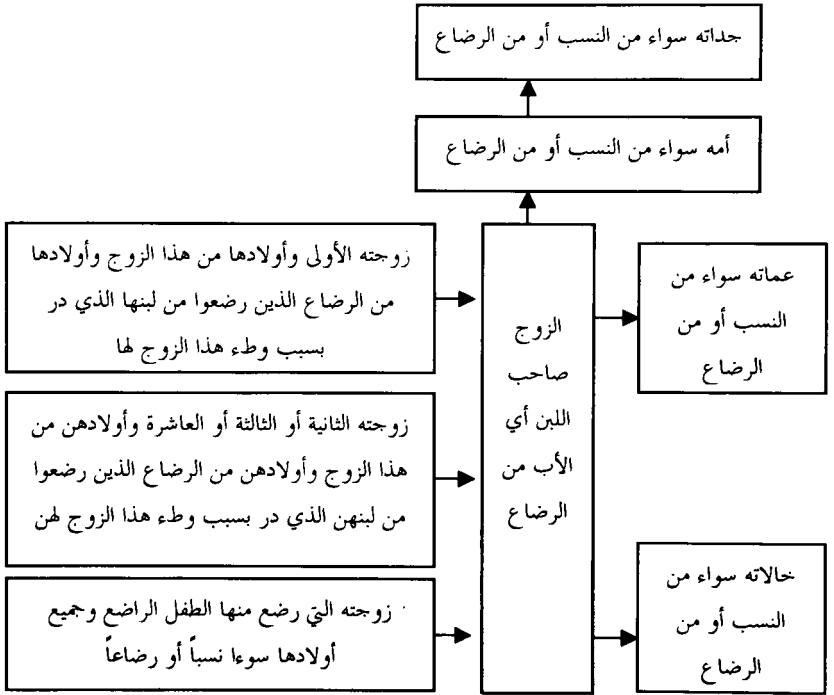 جداته سواء من النسب أو من الرضاع
أمه سواء من النسب أو من الرضاع
زوجته الأولى وأولادها من هذا الزوج وأولادها
من الرضاع الذين رضعوا من لبنها الذي در
بسبب وطء هذا الزوج لها
زوجته الثانية أو الثالثة أو العاشرة وأولادهن من
هذا الزوج وأولادهن من الرضاع الذين رضعوا
من لبنهن الذي در بسبب وطء هذا الزوج لهن
زوجته التي رضع منها الطفل الراضع وجميع
أولادها سوءا نسباً أو رضاعاً
الزوج
صاحب
اللبن أي
الأب من
الرضاع
عماته سواء من
النسب أو من
الرضاع
خالاته سواء من
النسب أو من
الرضاع